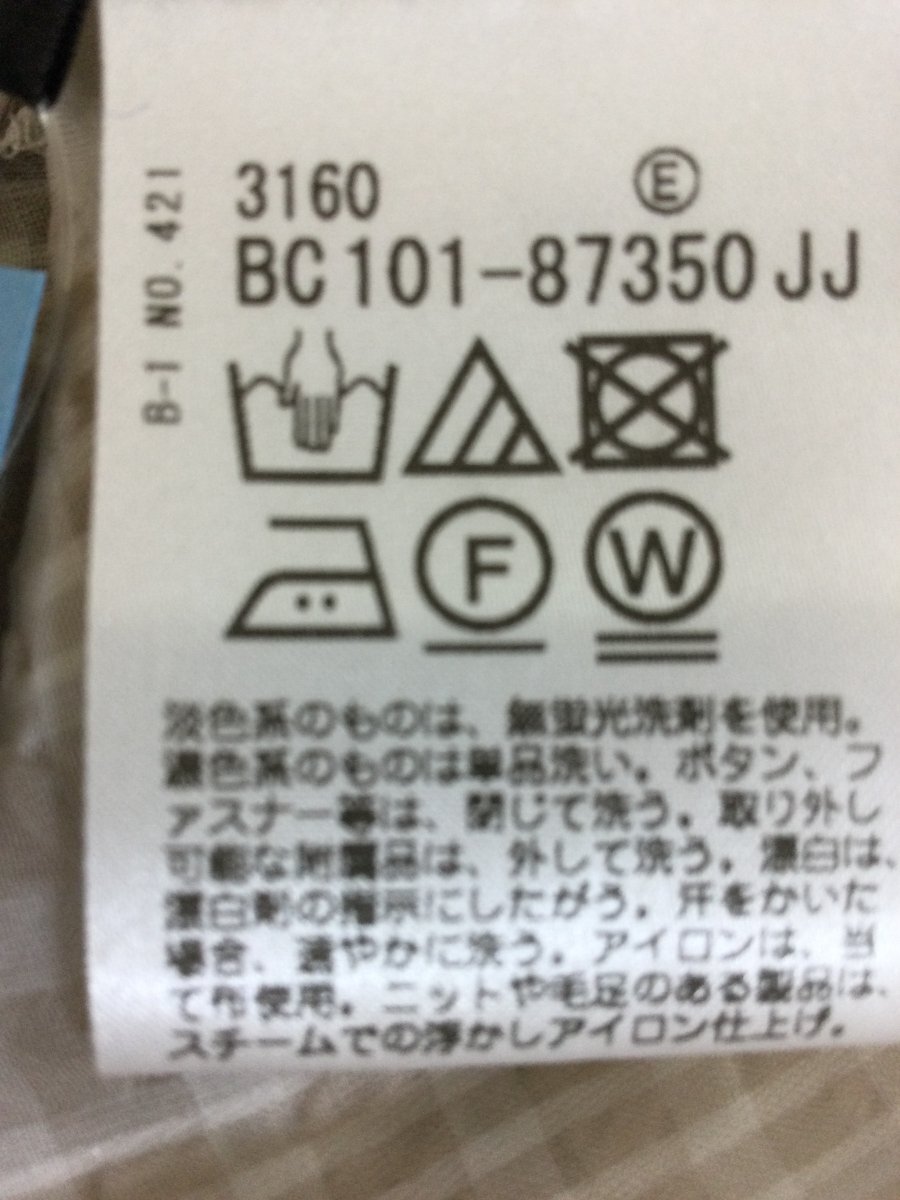 B-1 NO. 421
3160
Ⓔ
BC101-87350JJ
F
W
淡色系のものは、無蛍光洗剤を使用。
濃色系のものは単品洗い。ボタン、フ
ァスナー等は、閉じて洗う。取り外し
可能な附属品は、外して洗う。漂白は、
漂白剤の指示にしたがう。汗をかいた
場合、速やかに洗う。アイロンは、当
て布使用。ニットや毛足のある製品は、
スチームでの浮かしアイロン仕上げ。